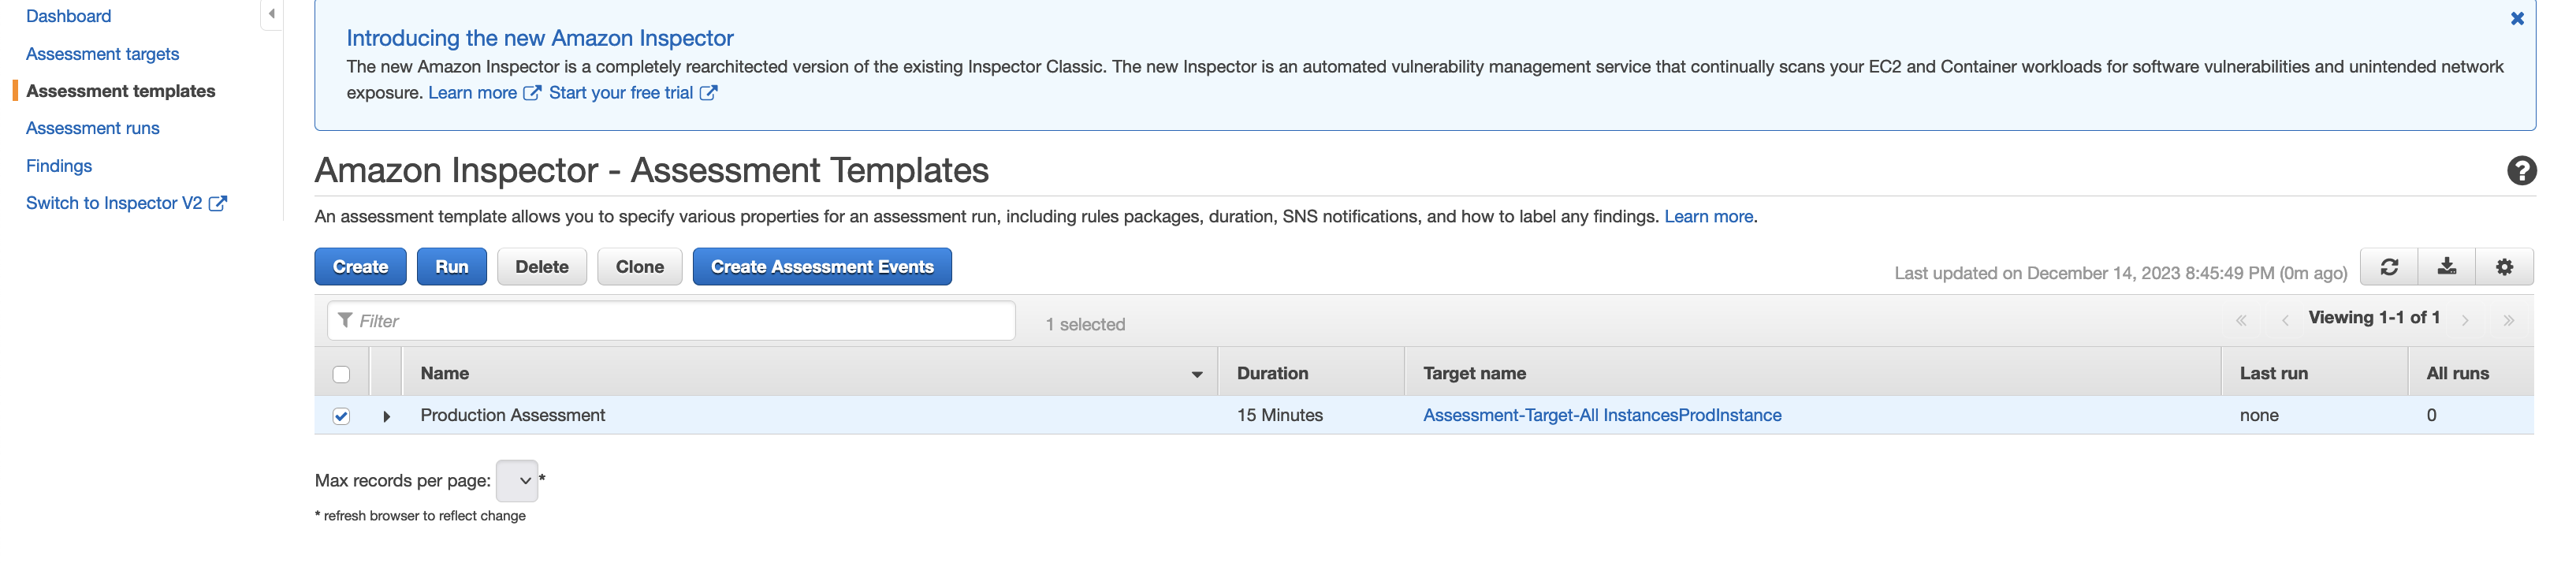 Dashboard
Assessment targets
Assessment templates
Assessment runs
Findings
Switch to Inspector V2
Introducing the new Amazon Inspector
The new Amazon Inspector is a completely rearchitected version of the existing Inspector Classic. The new Inspector is an automated vulnerability management service that continually scans your EC2 and Container workloads for software vulnerabilities and unintended network
exposure. Learn more Start your free trial
Amazon Inspector - Assessment Templates
An assessment template allows you to specify various properties for an assessment run, including rules packages, duration, SNS notifications, and how to label any findings. Learn more.
Create Run Delete Clone Create Assessment Events Last updated on December 14, 2023 8:45:49 PM (0m ago)
Filter 1 selected « ‹ Viewing 1-1 of 1 › »
Name Duration Target name Last run All runs
Production Assessment 15 Minutes Assessment-Target-All InstancesProdInstance none 0
Max records per page: *
* refresh browser to reflect change